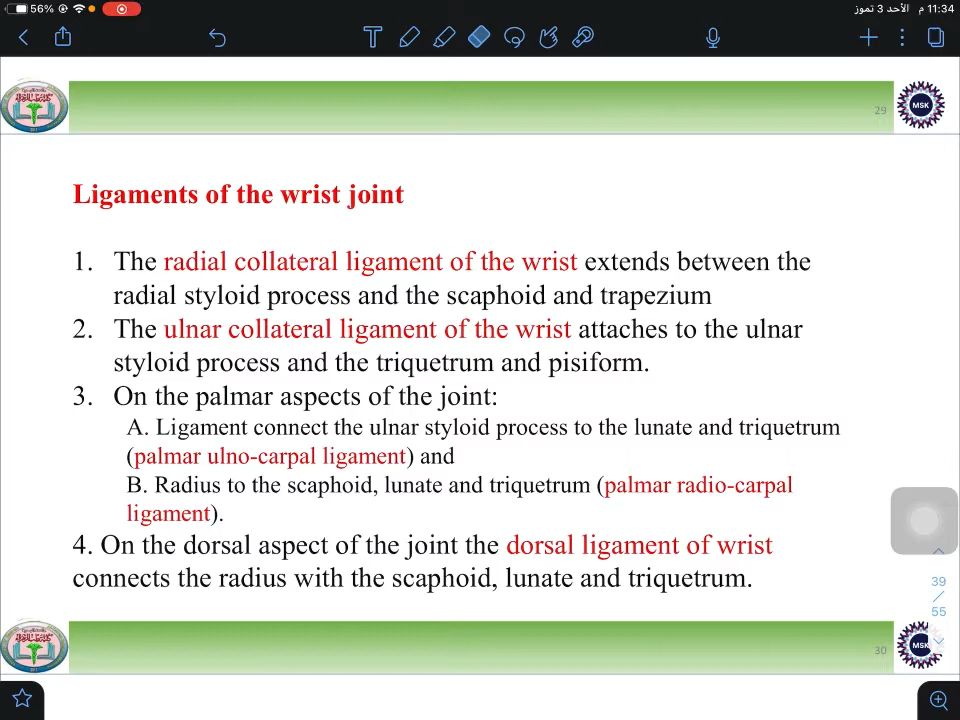 56%
الأحد 3 تموز
11:34 م
29
MSK
Ligaments of the wrist joint
1. The radial collateral ligament of the wrist extends between the
radial styloid process and the scaphoid and trapezium
2. The ulnar collateral ligament of the wrist attaches to the ulnar
styloid process and the triquetrum and pisiform.
3. On the palmar aspects of the joint:
A. Ligament connect the ulnar styloid process to the lunate and triquetrum
(palmar ulno-carpal ligament) and
B. Radius to the scaphoid, lunate and triquetrum (palmar radio-carpal
ligament).
4. On the dorsal aspect of the joint the dorsal ligament of wrist
connects the radius with the scaphoid, lunate and triquetrum.
39
/
55
30
MSK